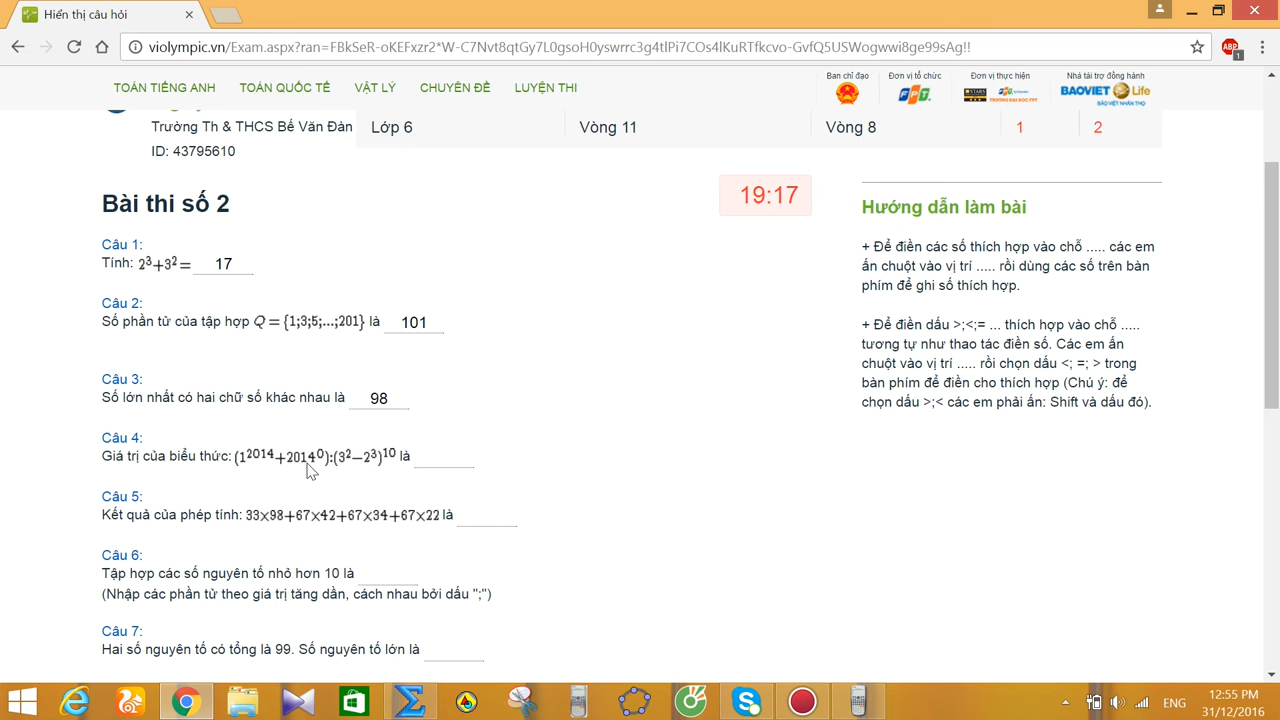 Hiển thị câu hỏi
violympic.vn/Exam.aspx?ran=FBkSeR-oKEFxzr2*W-C7Nvt8qtGy7L0gsoH0yswrrc3g4tlPi7COs4lKuRTfkcvo-GvfQ5USWogwwi8ge99sAg!!
ABP
1
TOÁN TIẾNG ANH TOÁN QUỐC TẾ VẬT LÝ CHUYÊN ĐỀ LUYỆN THI
Ban chỉ đạo Đơn vị tổ chức Đơn vị thực hiện Nhà tài trợ đồng hành
FPT STARS FPT TRƯỜNG ĐẠI HỌC FPT BAOVIET Life
BẢO VIỆT NHÂN THỌ
Trường Th & THCS Bế Văn Đàn Lớp 6 Vòng 11 Vòng 8 1 2
ID: 43795610
Bài thi số 2
19:17
Câu 1:
Tính: 2³+3²= 17
Câu 2:
Số phần tử của tập hợp Q={1;3;5;...;201} là 101
Câu 3:
Số lớn nhất có hai chữ số khác nhau là 98
Câu 4:
Giá trị của biểu thức: (1²⁰¹⁴+2014⁰):(3²−2³)¹⁰ là
Câu 5:
Kết quả của phép tính: 33×98+67×42+67×34+67×22 là
Câu 6:
Tập hợp các số nguyên tố nhỏ hơn 10 là
(Nhập các phần tử theo giá trị tăng dần, cách nhau bởi dấu ";")
Câu 7:
Hai số nguyên tố có tổng là 99. Số nguyên tố lớn là
Hướng dẫn làm bài
+ Để điền các số thích hợp vào chỗ ..... các em
ấn chuột vào vị trí ..... rồi dùng các số trên bàn
phím để ghi số thích hợp.
+ Để điền dấu >;<;= ... thích hợp vào chỗ .....
tương tự như thao tác điền số. Các em ấn
chuột vào vị trí ..... rồi chọn dấu <; =; > trong
bàn phím để điền cho thích hợp (Chú ý: để
chọn dấu >;< các em phải ấn: Shift và dấu đó).
ENG
12:55 PM
31/12/2016